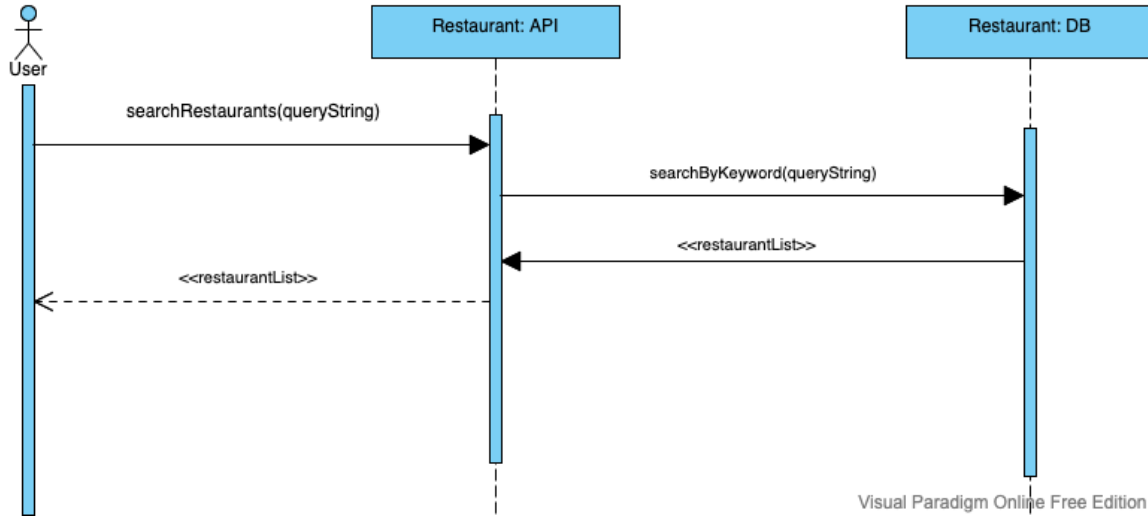 Restaurant: API
Restaurant: DB
User
searchRestaurants(queryString)
searchByKeyword(queryString)
<<restaurantList>>
<<restaurantList>>
Visual Paradigm Online Free Edition